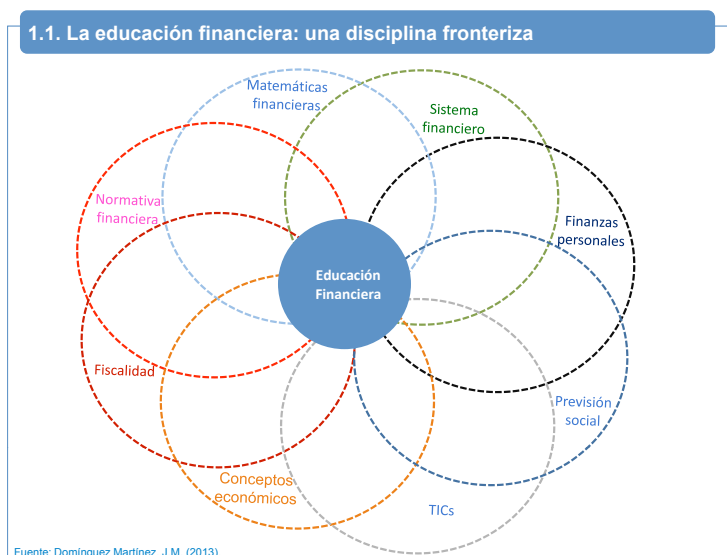 1.1. La educación financiera: una disciplina fronteriza
Matemáticas
financieras
Sistema
financiero
Normativa
financiera
Finanzas
personales
Educación
Financiera
Fiscalidad
Previsión
social
Conceptos
económicos
TICs
Fuente: Domínguez Martínez, J.M. (2013)